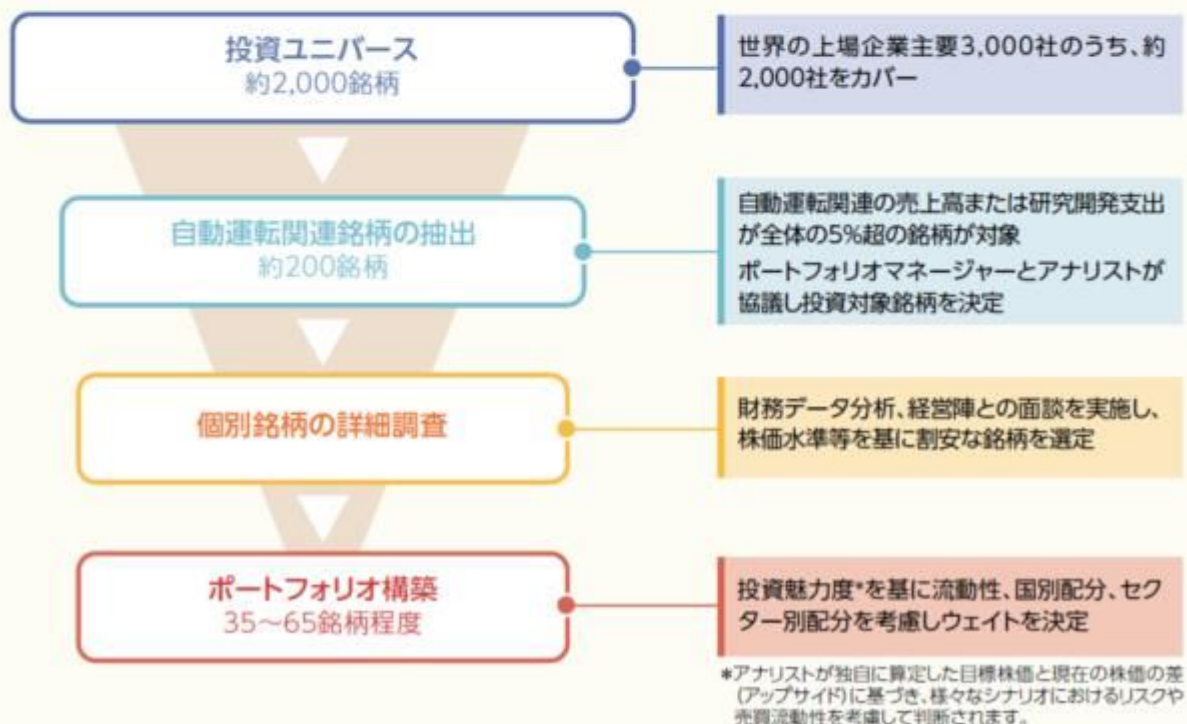 投資ユニバース
約2,000銘柄
世界の上場企業主要3,000社のうち、約
2,000社をカバー
自動運転関連銘柄の抽出
約200銘柄
自動運転関連の売上高または研究開発支出
が全体の5%超の銘柄が対象
ポートフォリオマネージャーとアナリストが
協議し投資対象銘柄を決定
個別銘柄の詳細調査
財務データ分析、経営陣との面談を実施し、
株価水準等を基に割安な銘柄を選定
ポートフォリオ構築
35～65銘柄程度
投資魅力度*を基に流動性、国別配分、セク
ター別配分を考慮しウェイトを決定
*アナリストが独自に算定した目標株価と現在の株価の差
(アップサイド)に基づき、様々なシナリオにおけるリスクや
売買流動性を考慮して判断されます。